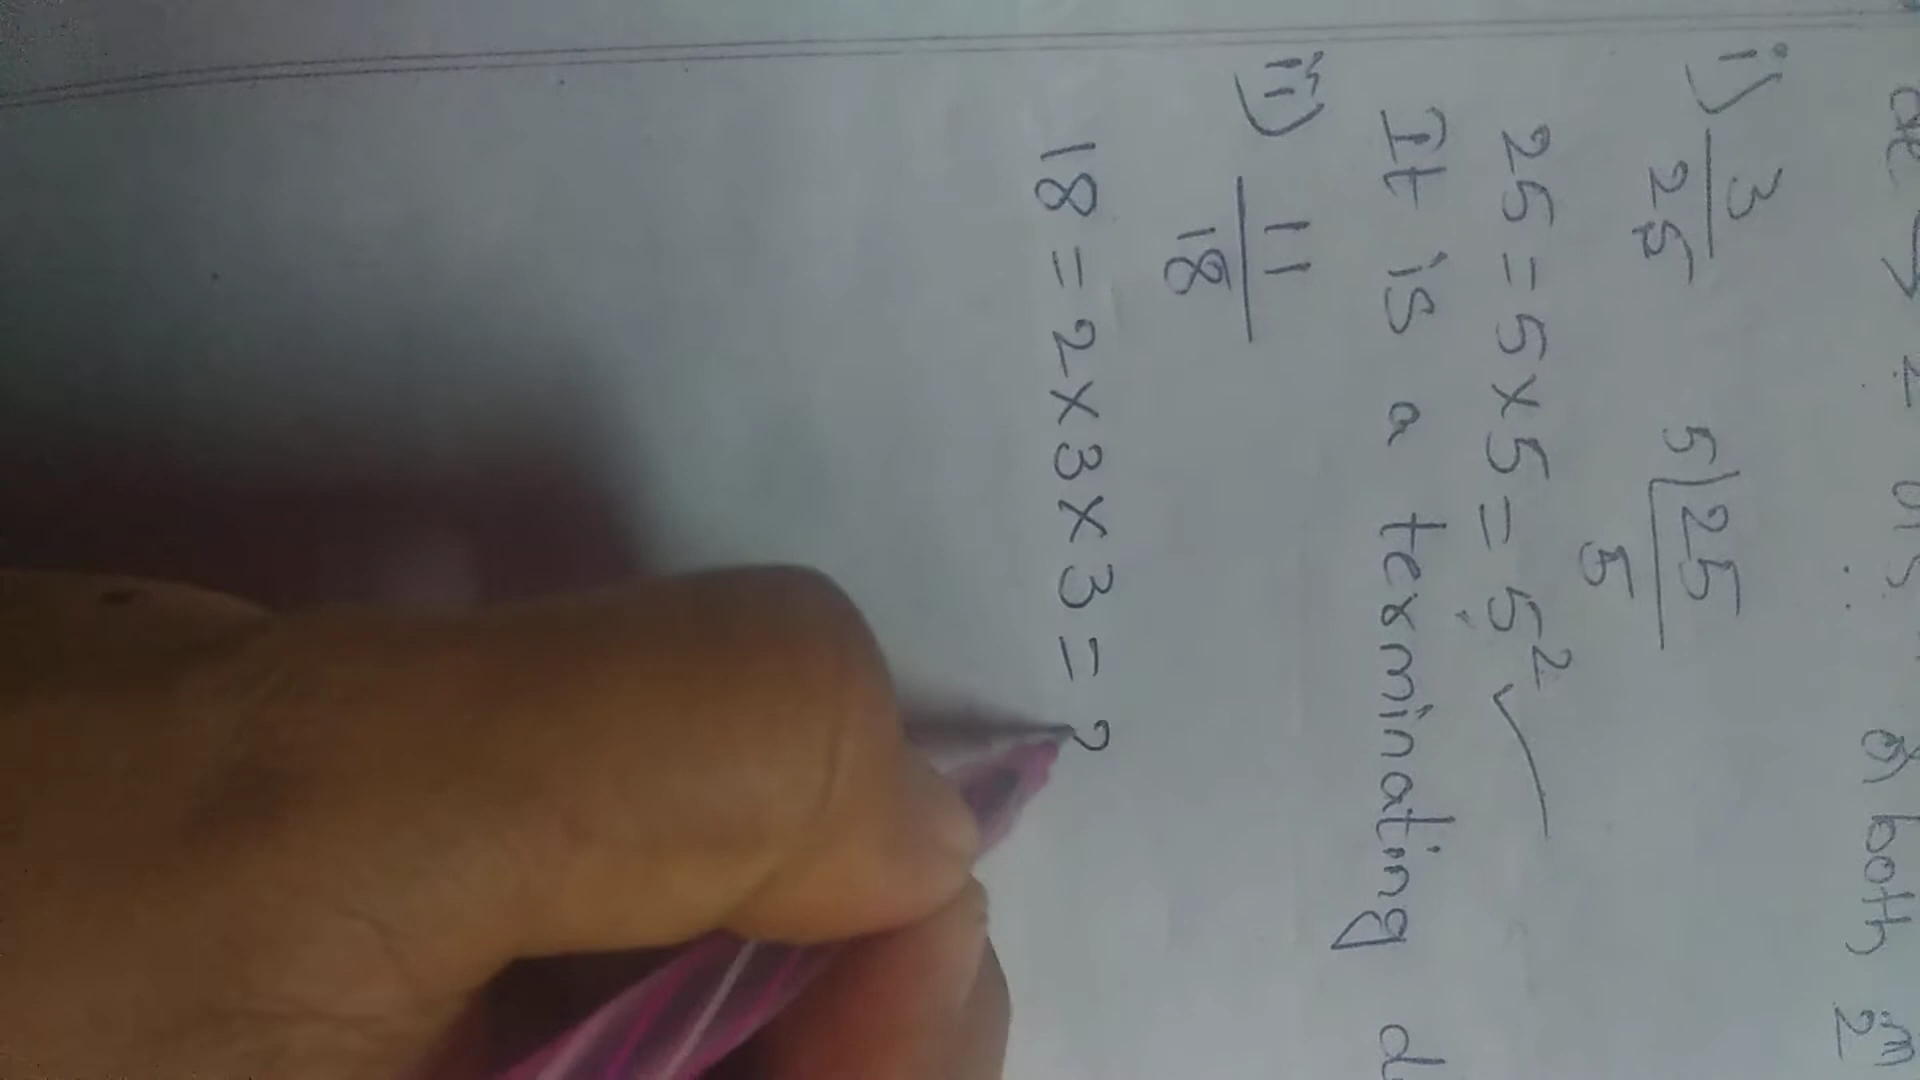 i) 3/25 5)25
5
25 = 5 × 5 = 5² ✓
It is a terminating d
ii) 11/18
18 = 2 × 3 × 3 = 2